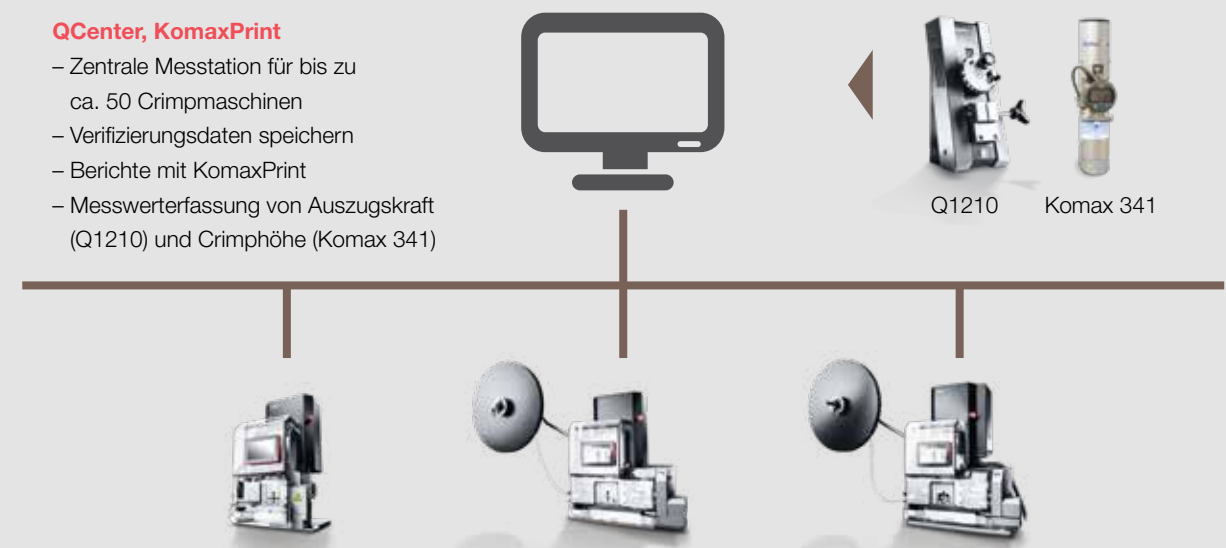 QCenter, KomaxPrint
– Zentrale Messtation für bis zu
ca. 50 Crimpmaschinen
– Verifizierungsdaten speichern
– Berichte mit KomaxPrint
– Messwerterfassung von Auszugskraft
(Q1210) und Crimphöhe (Komax 341)
Q1210
Komax 341